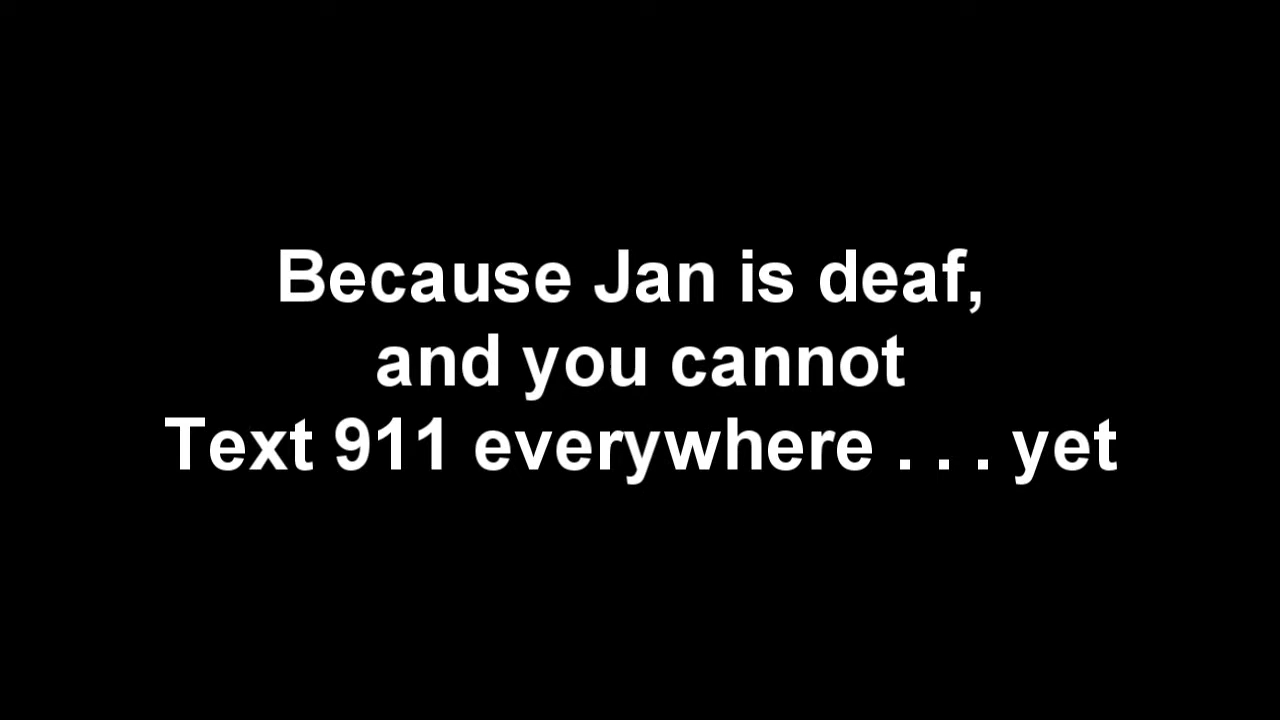 Because Jan is deaf,
and you cannot
Text 911 everywhere . . . yet